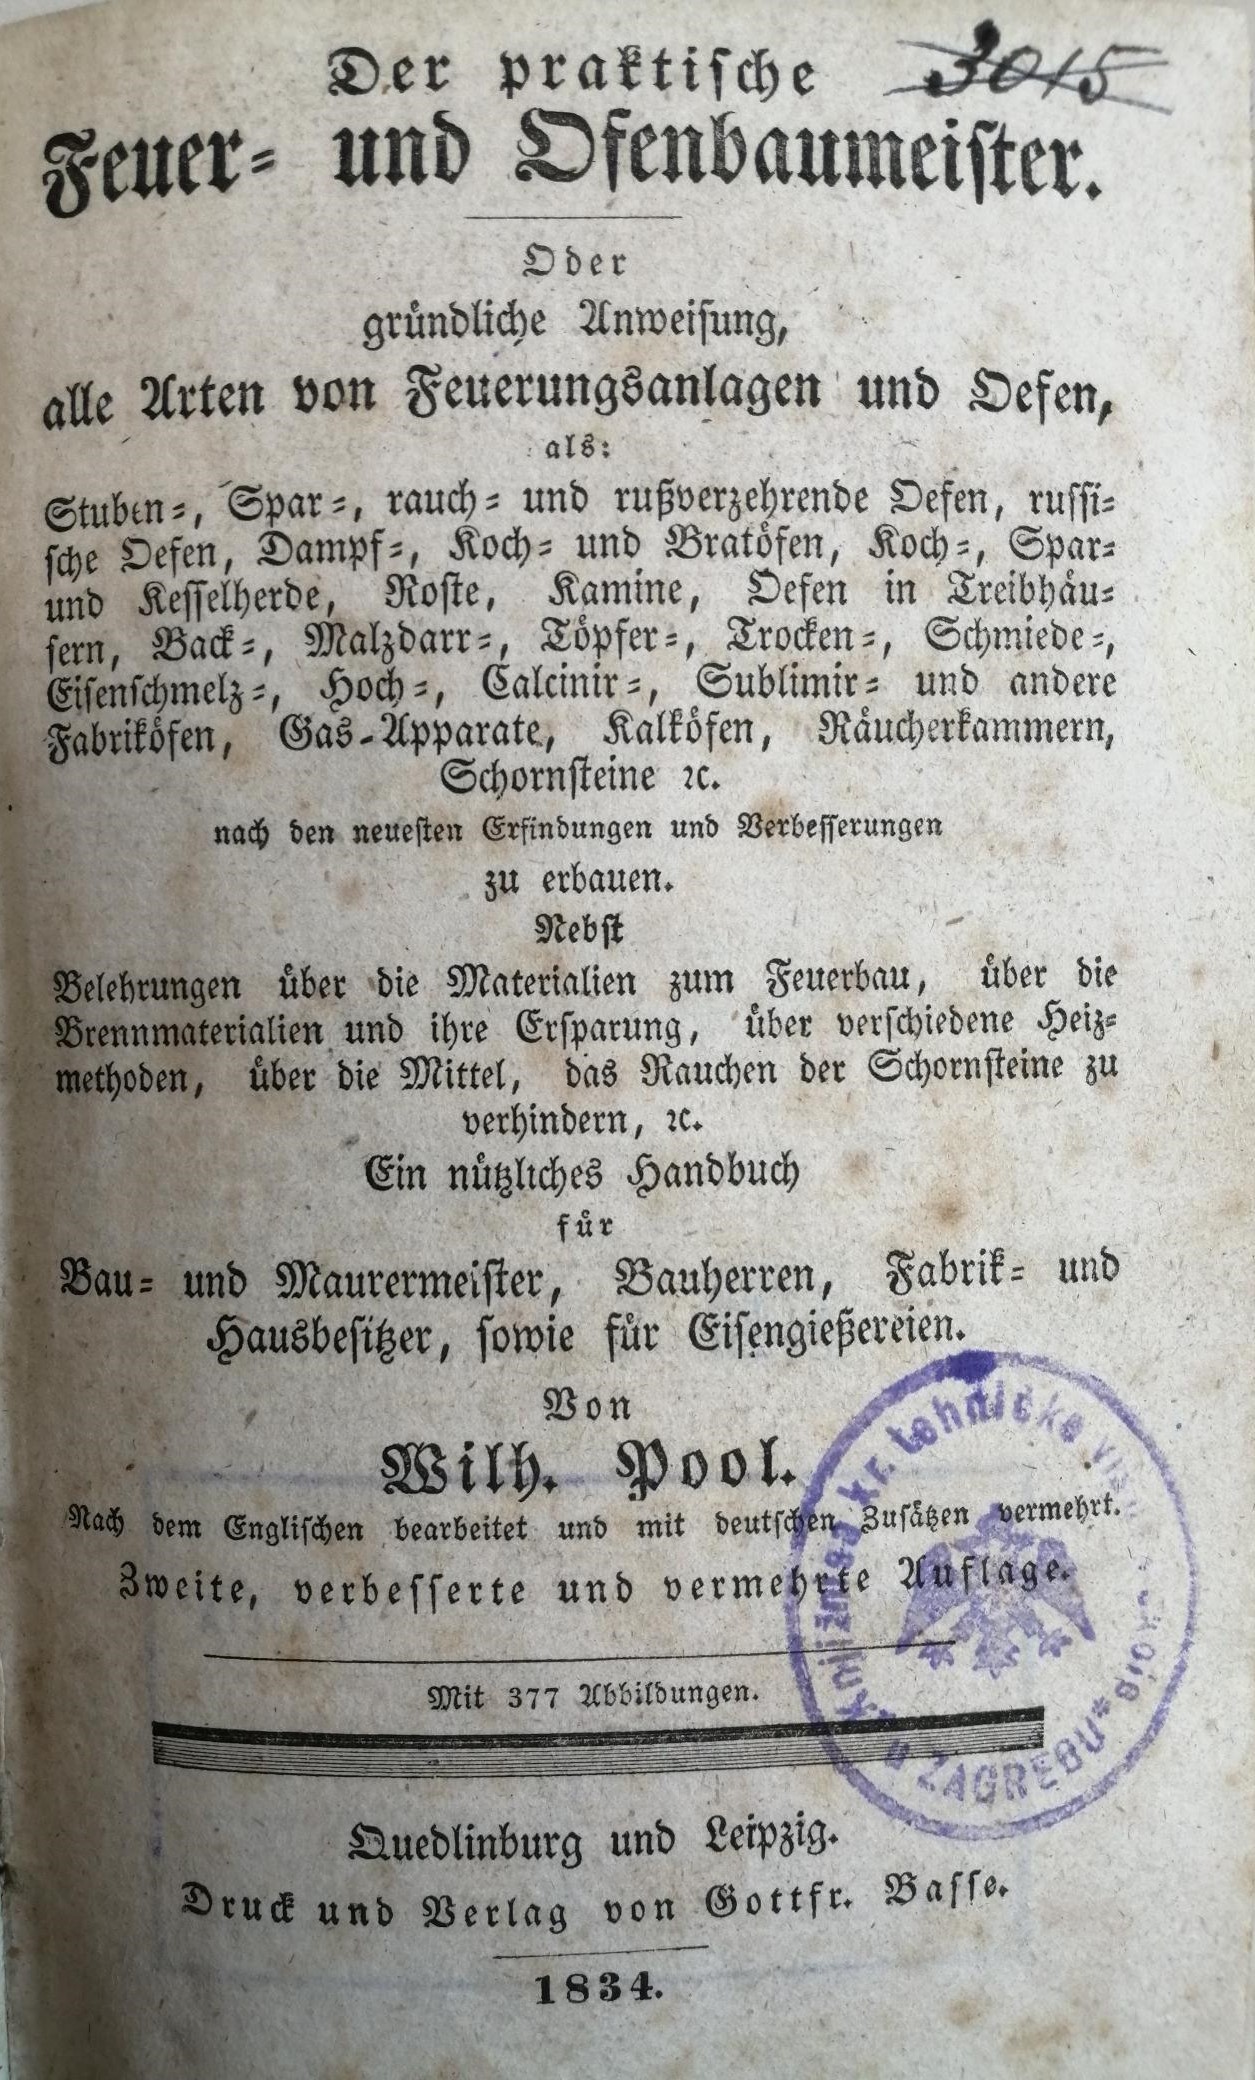 Der praktische
3015
Feuer- und Ofenbaumeister.
Oder
gründliche Anweisung,
alle Arten von Feuerungsanlagen und Oefen,
als:
Stuben-, Spar-, rauch- und rußverzehrende Oefen, russi-
sche Oefen, Dampf-, Koch- und Bratöfen, Koch-, Spar-
und Kesselherde, Roste, Kamine, Oefen in Treibhäu-
sern, Back-, Malzdarr-, Töpfer-, Trocken-, Schmiede-,
Eisenschmelz-, Hoch-, Calcinir-, Sublimir- und andere
Fabriköfen, Gas-Apparate, Kalköfen, Räucherkammern,
Schornsteine ꝛc.
nach den neuesten Erfindungen und Verbesserungen
zu erbauen.
Nebst
Belehrungen über die Materialien zum Feuerbau, über die
Brennmaterialien und ihre Ersparung, über verschiedene Heiz-
methoden, über die Mittel, das Rauchen der Schornsteine zu
verhindern, ꝛc.
Ein nützliches Handbuch
für
Bau- und Maurermeister, Bauherren, Fabrik- und
Hausbesitzer, sowie für Eisengießereien.
Von
Wilh. Pool.
Nach dem Englischen bearbeitet und mit deutschen Zusätzen vermehrt.
Zweite, verbesserte und vermehrte Auflage.
Mit 377 Abbildungen.
Quedlinburg und Leipzig.
Druck und Verlag von Gottfr. Basse.
1834.
Knjižnica kr. tehničke
u ZAGREBU